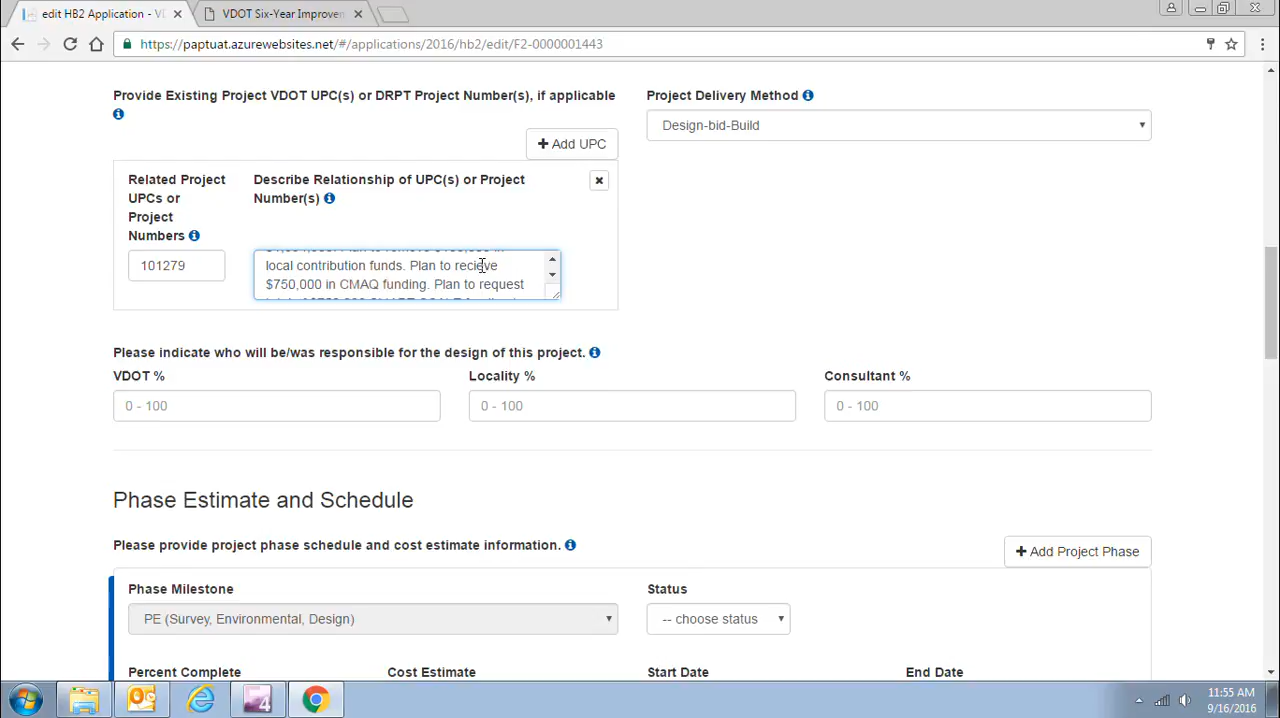 edit HB2 Application - VD
VDOT Six-Year Improvem
https://paptuat.azurewebsites.net/#/applications/2016/hb2/edit/F2-0000001443
Provide Existing Project VDOT UPC(s) or DRPT Project Number(s), if applicable
Project Delivery Method
Design-bid-Build
Add UPC
Related Project
UPCs or
Project
Numbers
Describe Relationship of UPC(s) or Project
Number(s)
101279
local contribution funds. Plan to recieve
$750,000 in CMAQ funding. Plan to request
Please indicate who will be/was responsible for the design of this project.
VDOT %
Locality %
Consultant %
0 - 100
0 - 100
0 - 100
Phase Estimate and Schedule
Please provide project phase schedule and cost estimate information.
Add Project Phase
Phase Milestone
Status
PE (Survey, Environmental, Design)
-- choose status
Percent Complete
Cost Estimate
Start Date
End Date
11:55 AM
9/16/2016